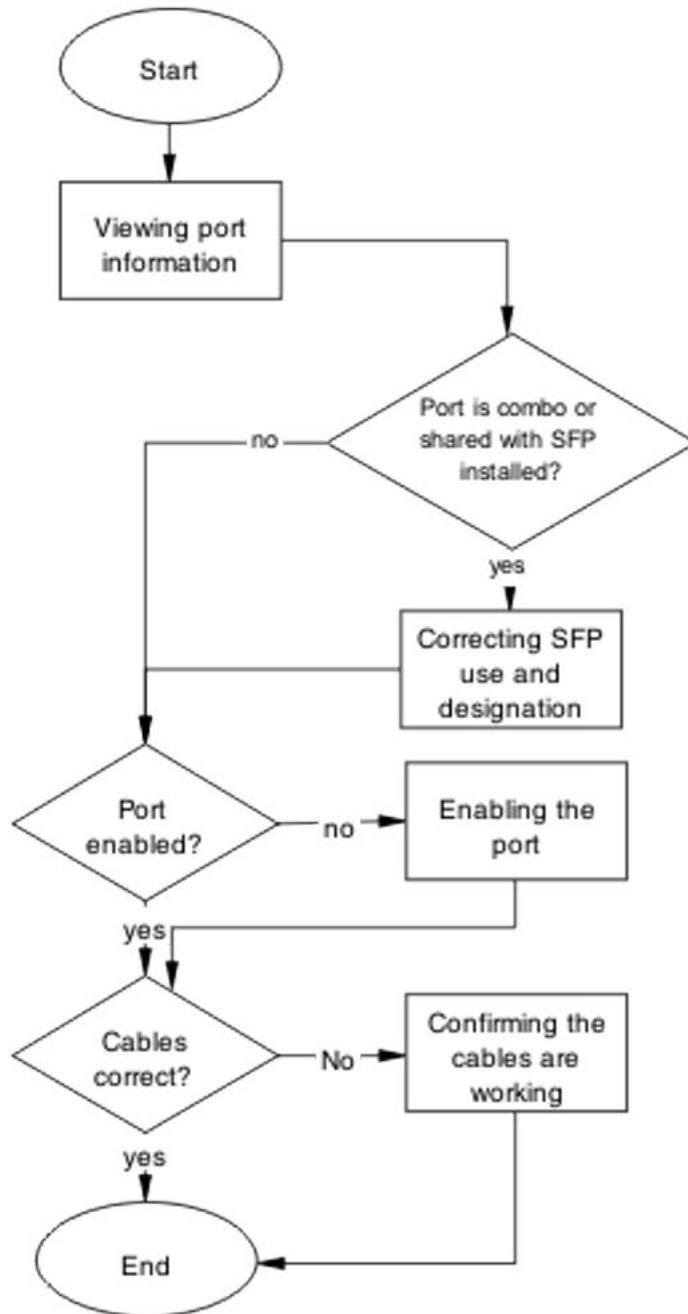 Start
Viewing port
information
Port is combo or
shared with SFP
installed?
no
yes
Correcting SFP
use and
designation
Port
enabled?
no
Enabling the
port
yes
Cables
correct?
No
Confirming the
cables are
working
yes
End